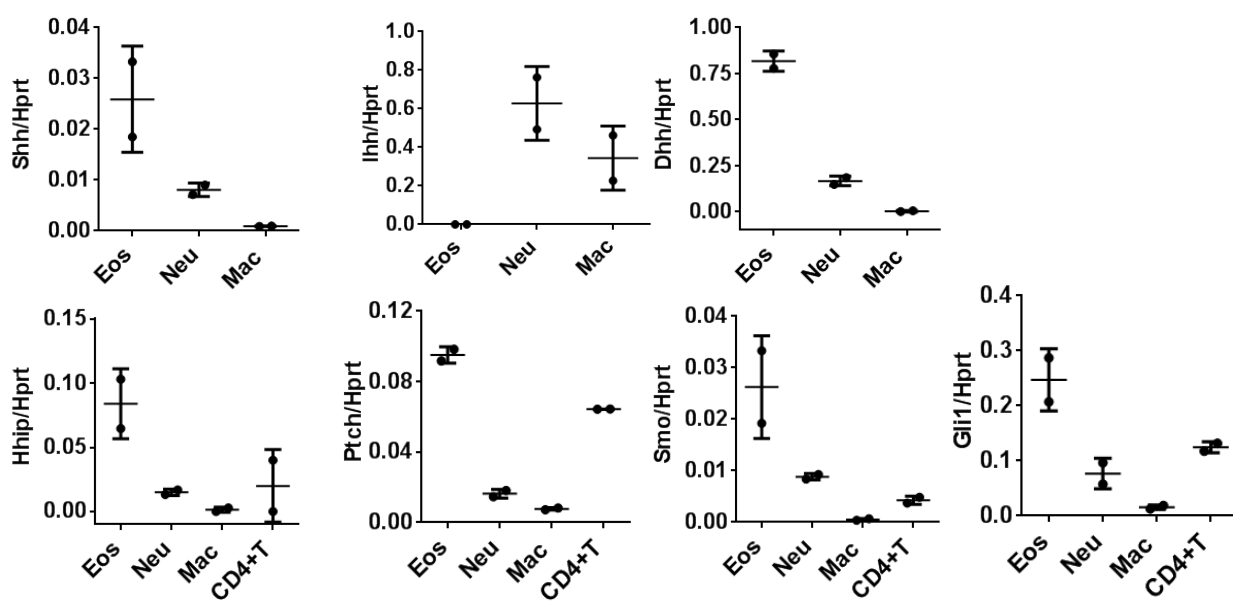 Shh/Hprt
0.04
0.03
0.02
0.01
0.00
Eos
Neu
Mac
Ihh/Hprt
1.0
0.8
0.6
0.4
0.2
0.0
Eos
Neu
Mac
Dhh/Hprt
1.00
0.75
0.50
0.25
0.00
Eos
Neu
Mac
Hhip/Hprt
0.15
0.10
0.05
0.00
Eos
Neu
Mac
CD4+T
Ptch/Hprt
0.12
0.08
0.04
0.00
Eos
Neu
Mac
CD4+T
Smo/Hprt
0.04
0.03
0.02
0.01
0.00
Eos
Neu
Mac
CD4+T
Gli1/Hprt
0.4
0.3
0.2
0.1
0.0
Eos
Neu
Mac
CD4+T